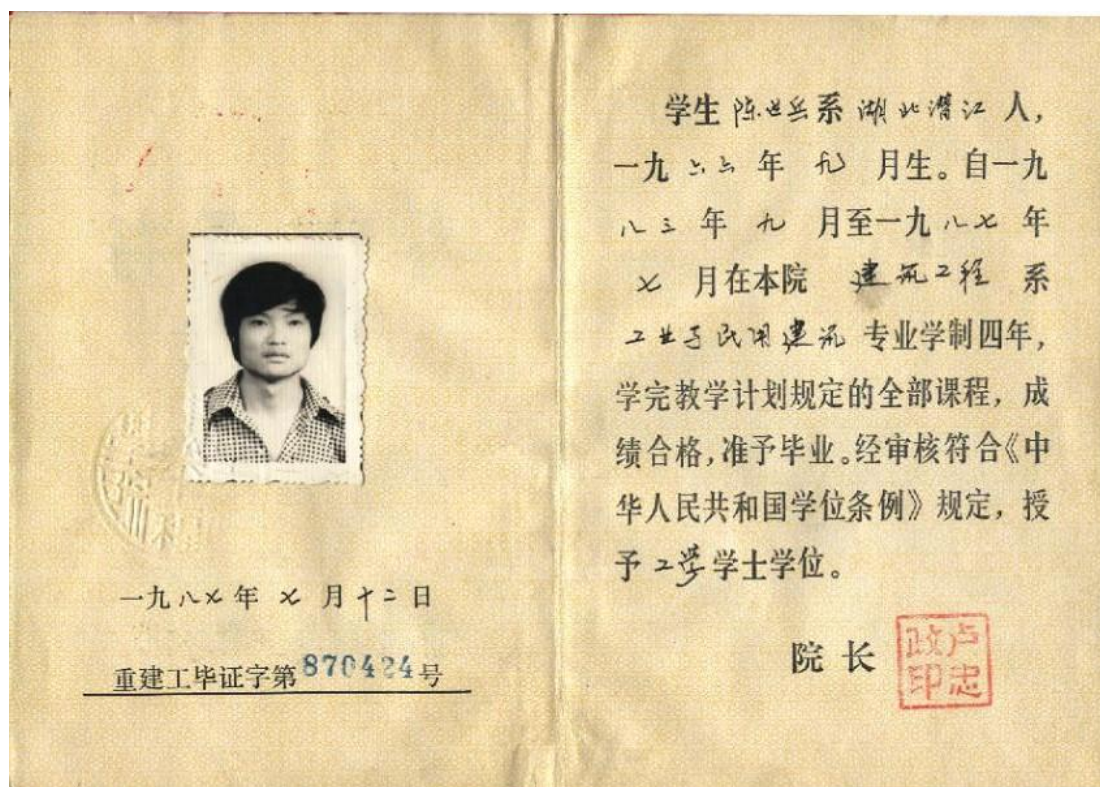 一九八七年 七 月十二日
重建工毕证字第870424号
学生 陈世岳系 湖北潜江 人,
一九六六 年 九 月生。自一九
八三 年 九 月至一九八七 年
七 月在本院 建筑工程 系
工业与民用建筑 专业学制四年,
学完教学计划规定的全部课程,成
绩合格,准予毕业。经审核符合《中
华人民共和国学位条例》规定,授
予 工学 学士学位。
院长
卢忠政印